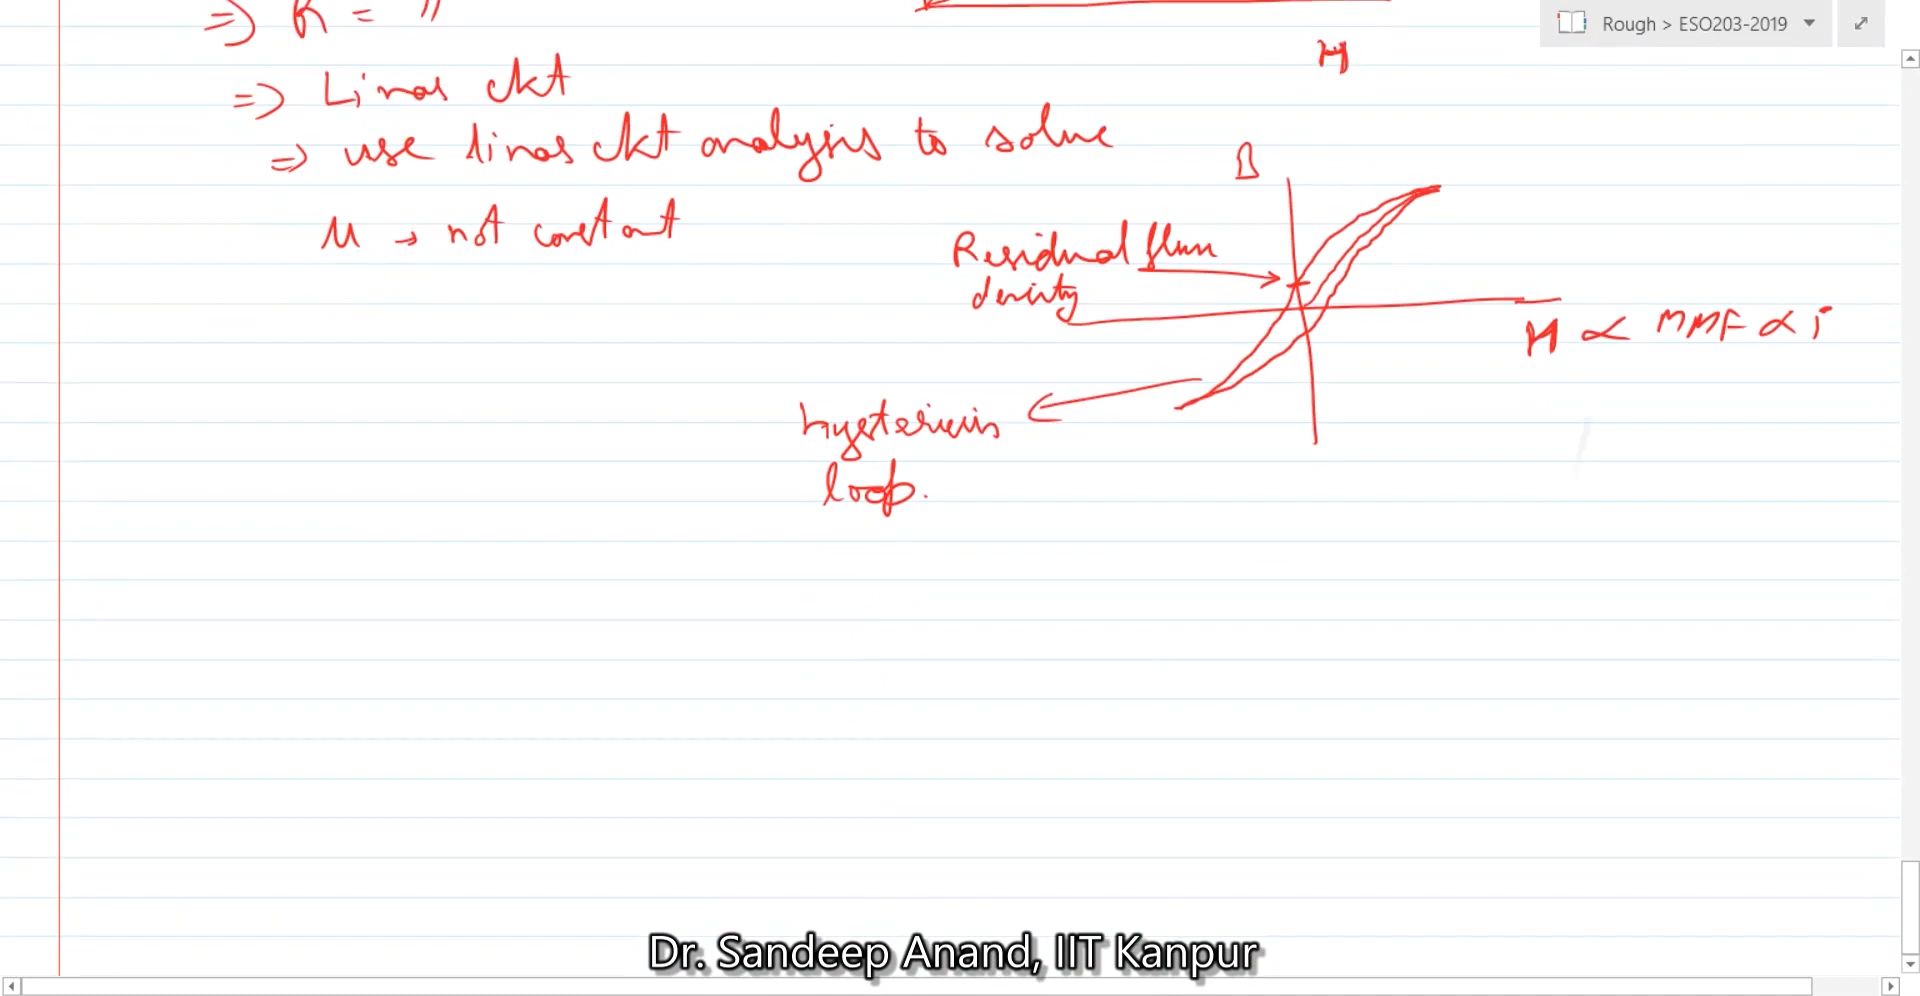 => R = "
Rough > ESO203-2019
H
=> Linear ckt
=> use linear ckt analysis to solve
B
μ → not constant
Residual flux
density
H ∝ MMF ∝ i
hysterisis
loop.
Dr. Sandeep Anand, IIT Kanpur